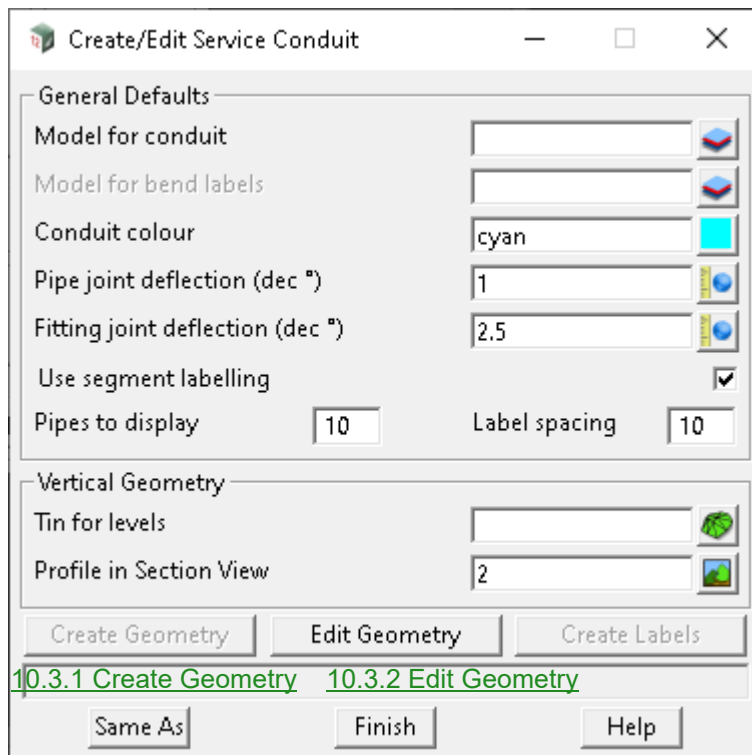 Create/Edit Service Conduit
General Defaults
Model for conduit
Model for bend labels
Conduit colour cyan
Pipe joint deflection (dec °) 1
Fitting joint deflection (dec °) 2.5
Use segment labelling
Pipes to display 10 Label spacing 10
Vertical Geometry
Tin for levels
Profile in Section View 2
Create Geometry Edit Geometry Create Labels
10.3.1 Create Geometry 10.3.2 Edit Geometry
Same As Finish Help